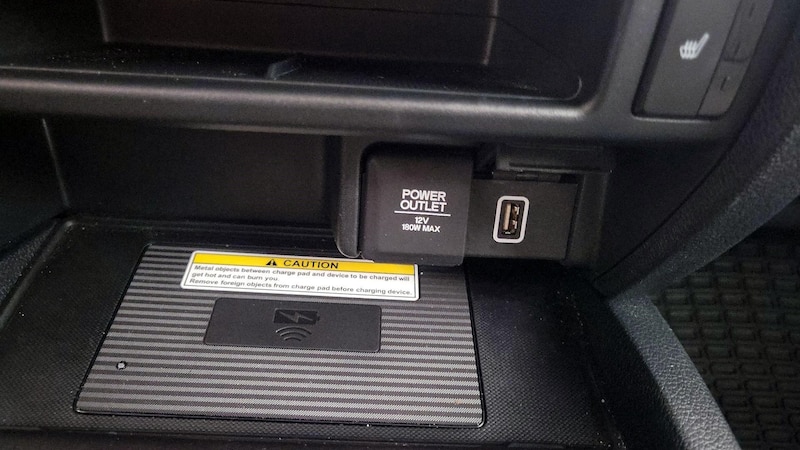 POWER
OUTLET
12V
180W MAX
CAUTION
Metal objects between charge pad and device to be charged will
get hot and can burn you.
Remove foreign objects from charge pad before charging device.